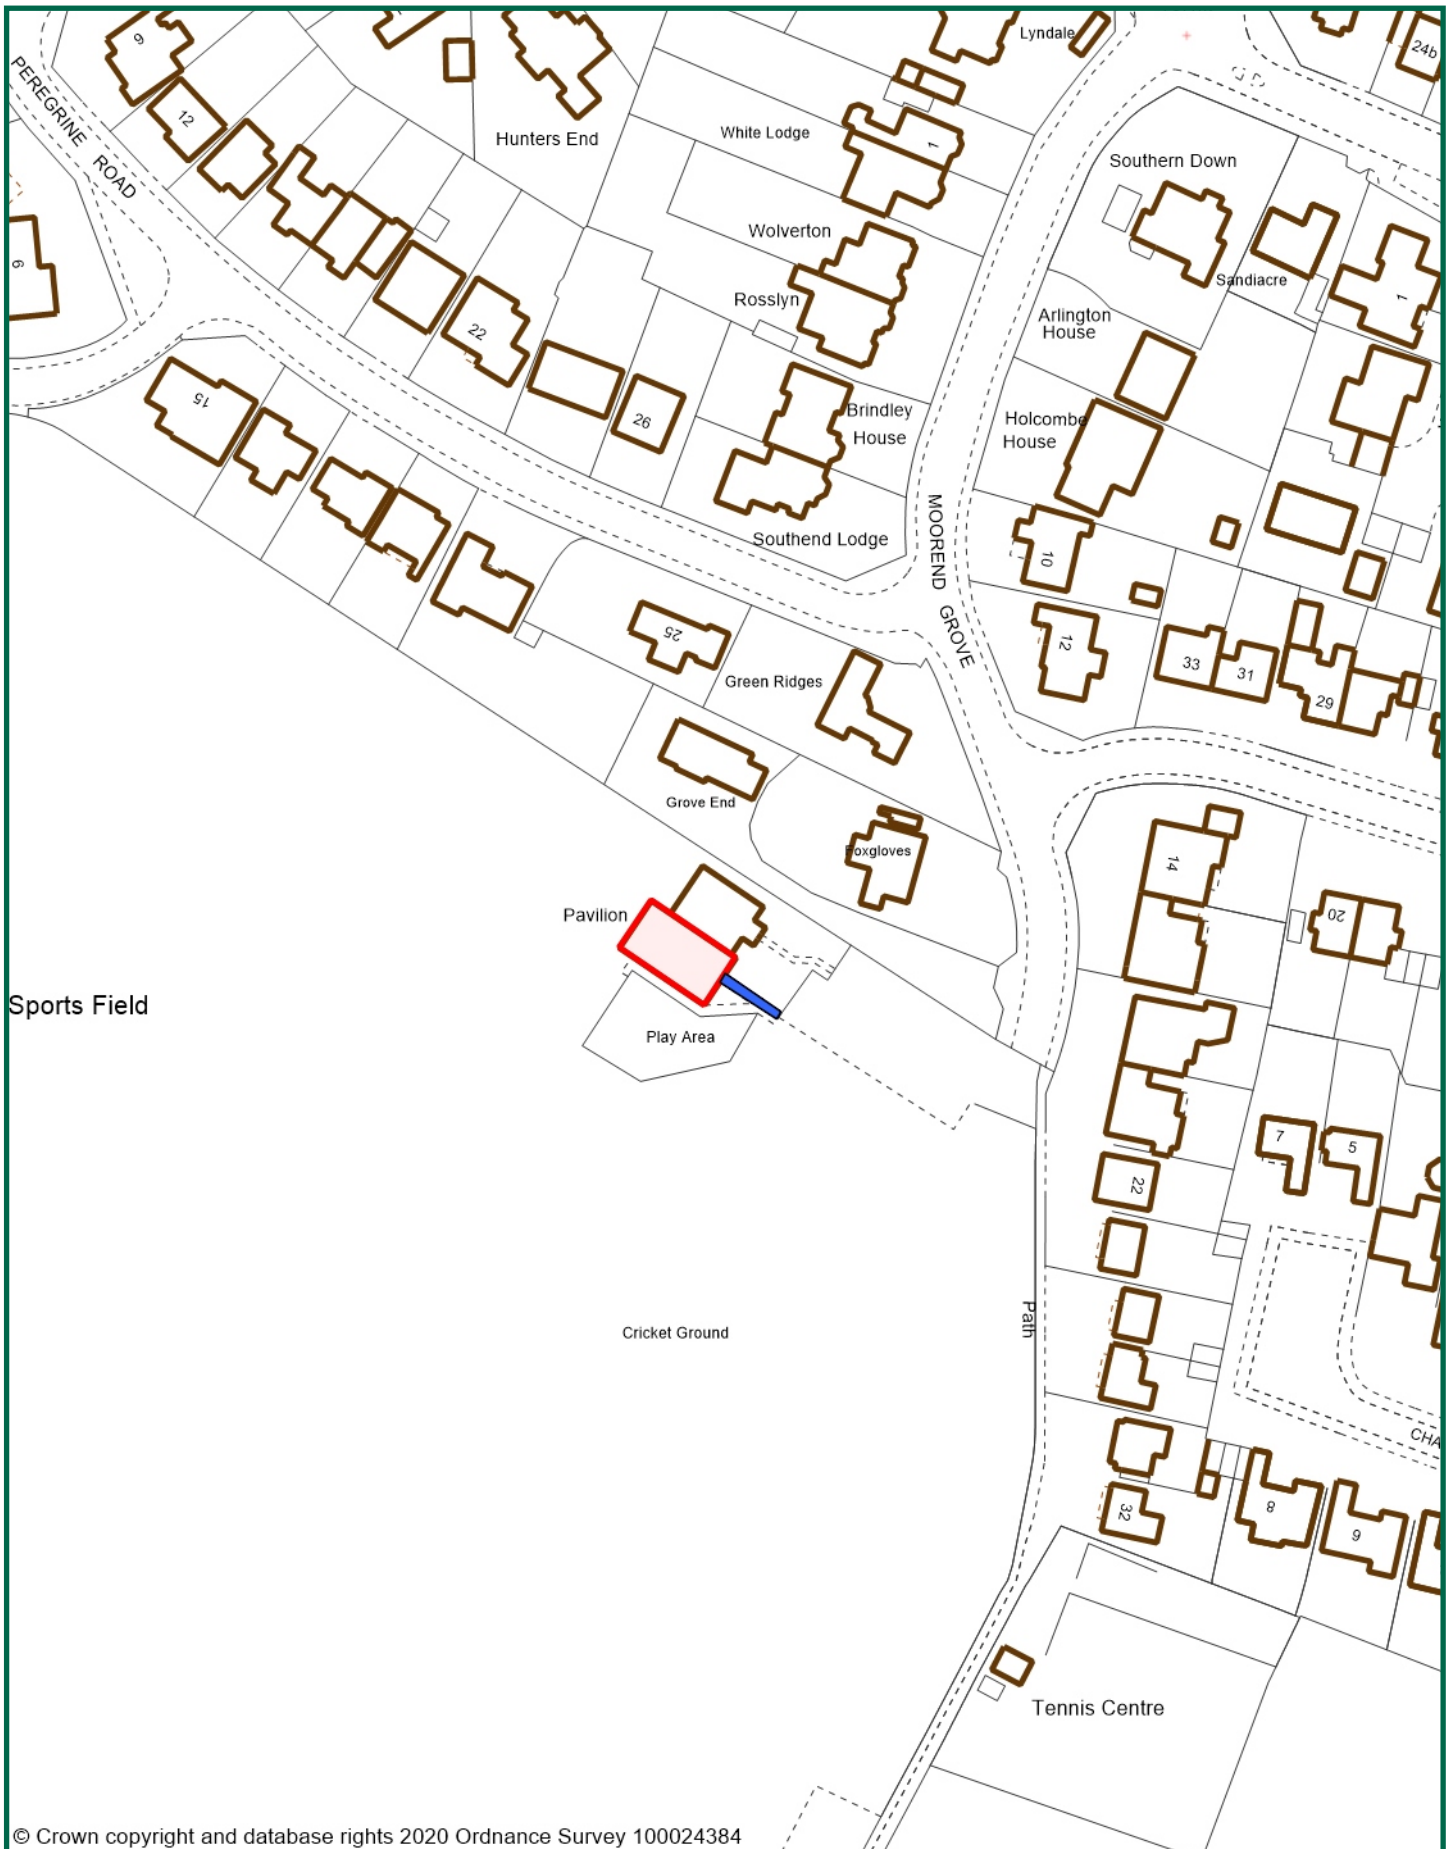 Lyndale
24b
9
PEREGRINE ROAD
12
Hunters End
White Lodge
1
Southern Down
Wolverton
6
Sandiacre
1
Rosslyn
Arlington
House
22
15
26
Brindley
House
Holcombe
House
MOOREND GROVE
Southend Lodge
10
25
12
33
31
29
Green Ridges
Grove End
Foxgloves
14
Pavilion
20
Sports Field
Play Area
7
5
22
Path
Cricket Ground
CHA
32
8
9
Tennis Centre
© Crown copyright and database rights 2020 Ordnance Survey 100024384